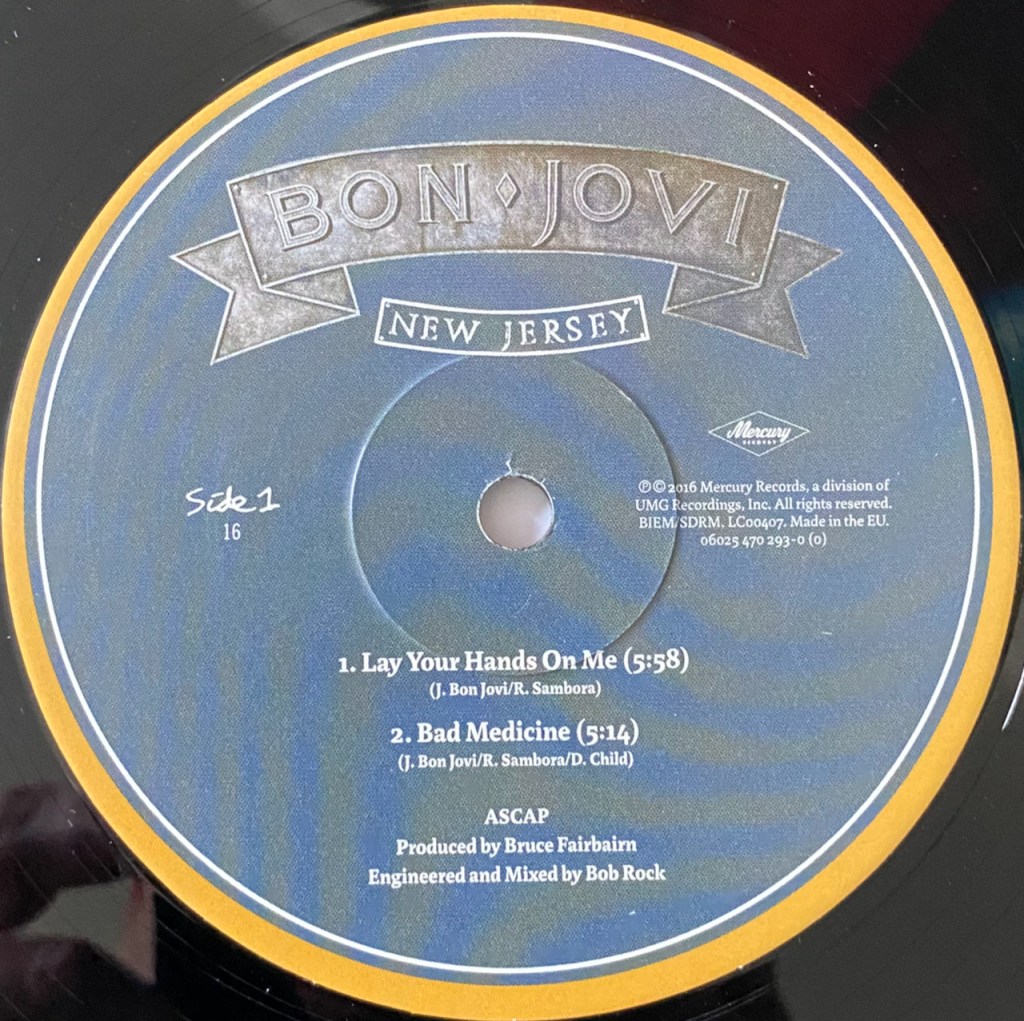 BON ◊ JOVI
NEW JERSEY
Mercury
RECORDS
Side 1
16
℗ © 2016 Mercury Records, a division of
UMG Recordings, Inc. All rights reserved.
BIEM/SDRM. LC00407. Made in the EU.
06025 470 293-0 (0)
1. Lay Your Hands On Me (5:58)
(J. Bon Jovi/R. Sambora)
2. Bad Medicine (5:14)
(J. Bon Jovi/R. Sambora/D. Child)
ASCAP
Produced by Bruce Fairbairn
Engineered and Mixed by Bob Rock